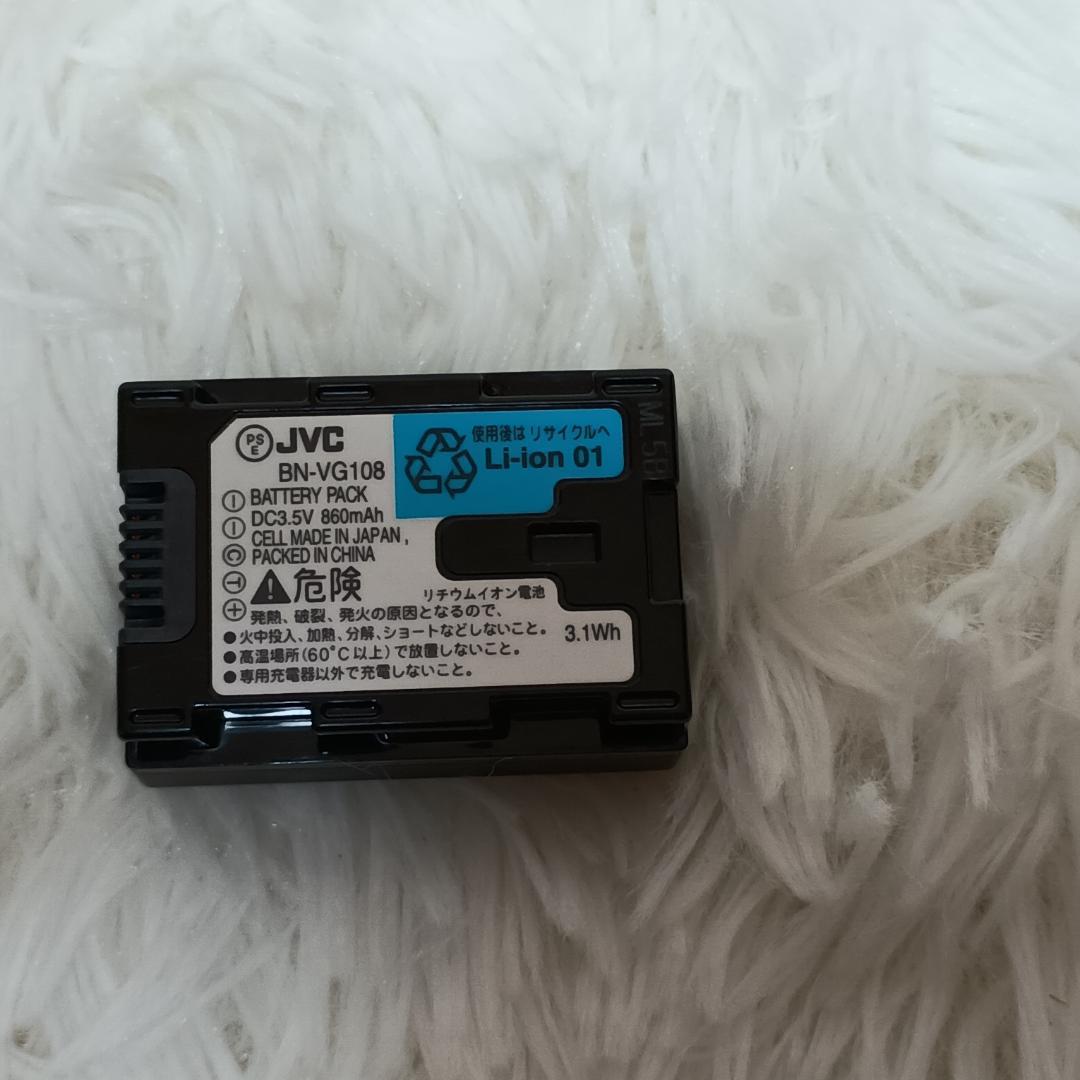 PS
E
JVC
BN-VG108
使用後は リサイクルへ
Li-ion 01
BATTERY PACK
DC3.5V 860mAh
CELL MADE IN JAPAN,
PACKED IN CHINA
危険
リチウムイオン電池
発熱、破裂、発火の原因となるので、
●火中投入、加熱、分解、ショートなどしないこと。
3.1Wh
●高温場所(60°C以上)で放置しないこと。
●専用充電器以外で充電しないこと。
ML5B